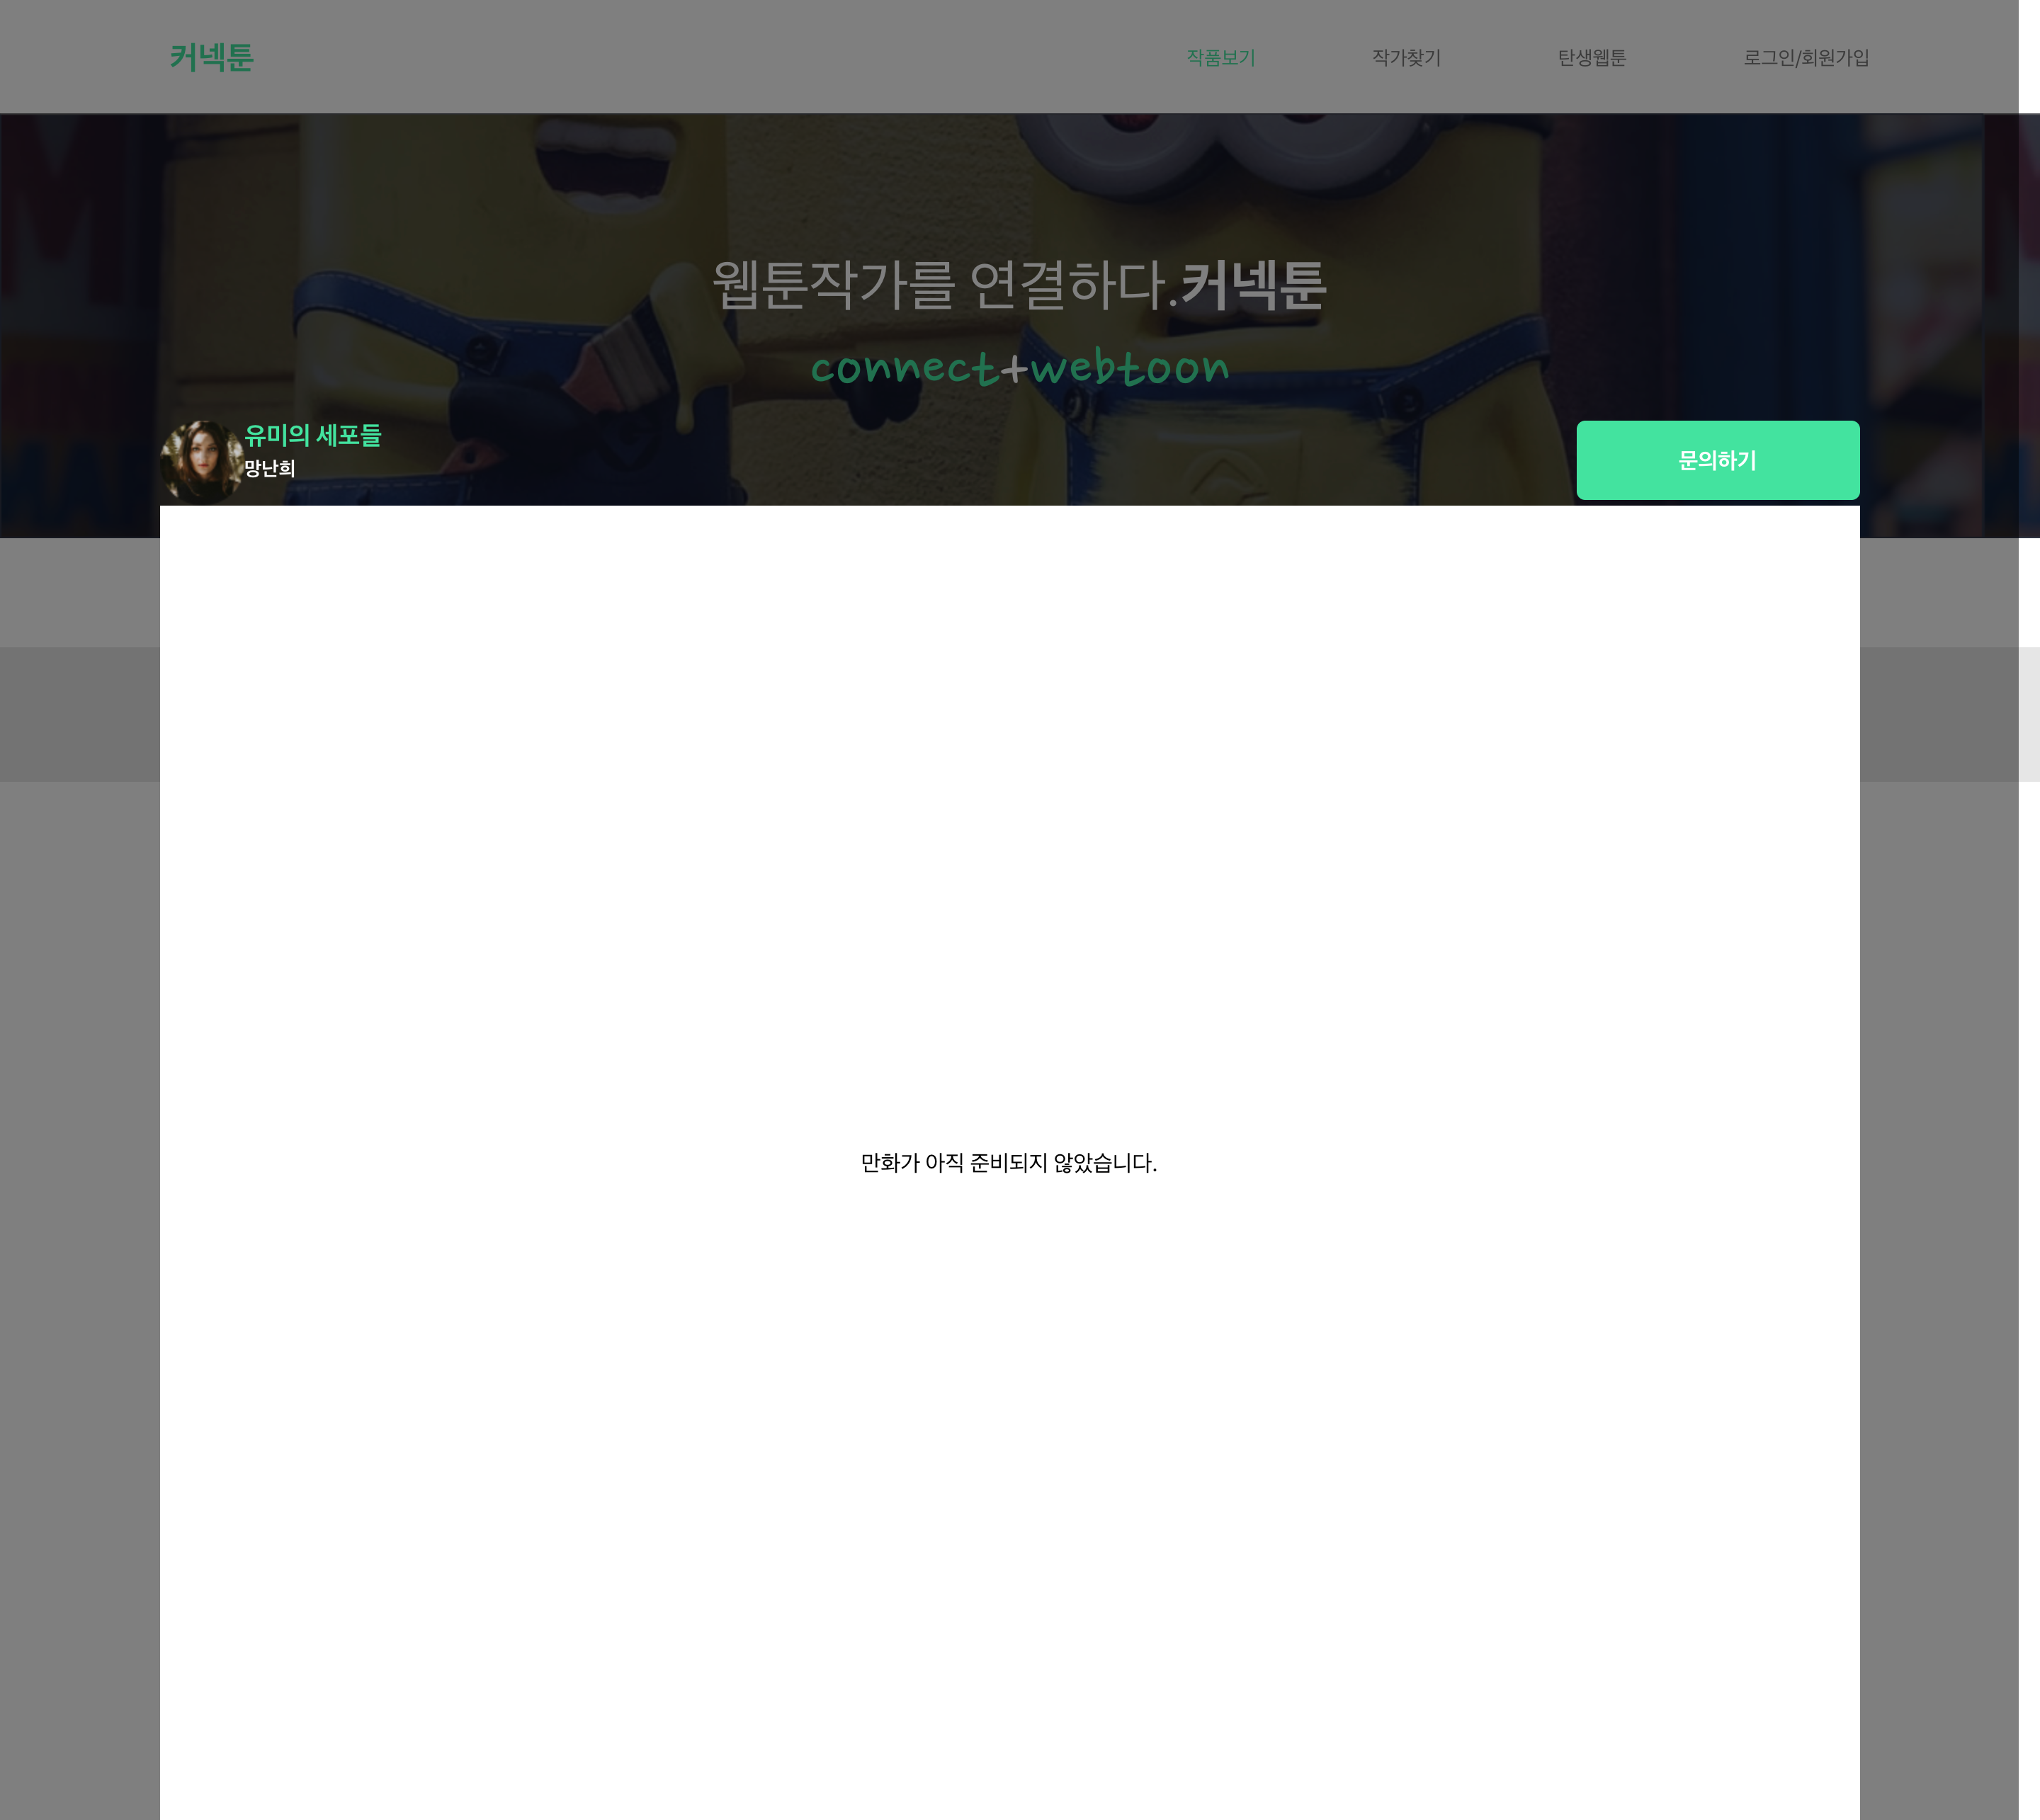 커넥툰
작품보기
작가찾기
탄생웹툰
로그인/회원가입
웹툰작가를 연결하다.커넥툰
connect+webtoon
유미의 세포들
망난희
문의하기
만화가 아직 준비되지 않았습니다.